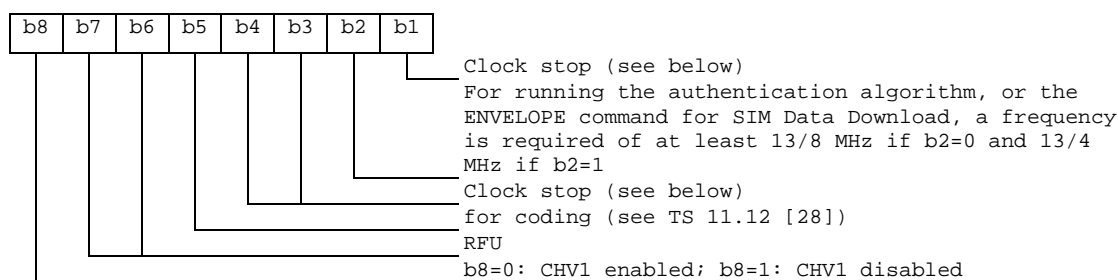 b8 b7 b6 b5 b4 b3 b2 b1
Clock stop (see below)
For running the authentication algorithm, or the
ENVELOPE command for SIM Data Download, a frequency
is required of at least 13/8 MHz if b2=0 and 13/4
MHz if b2=1
Clock stop (see below)
for coding (see TS 11.12 [28])
RFU
b8=0: CHV1 enabled; b8=1: CHV1 disabled